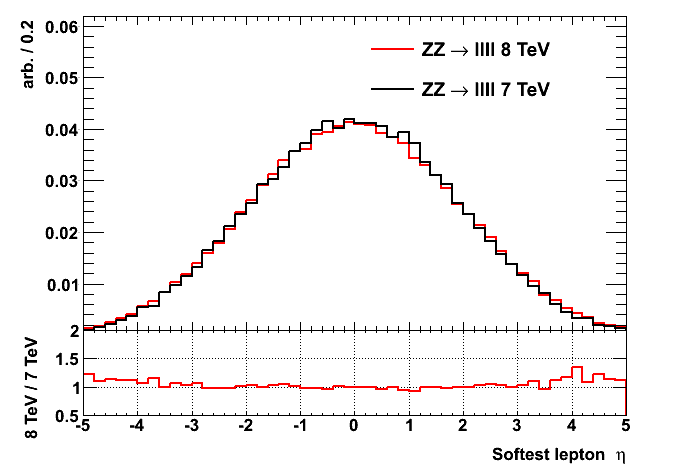 arb. / 0.2
0.06
0.05
0.04
0.03
0.02
0.01
ZZ → llll 8 TeV
ZZ → llll 7 TeV
8 TeV / 7 TeV
2
1.5
1
0.5
-5 -4 -3 -2 -1 0 1 2 3 4 5
Softest lepton η